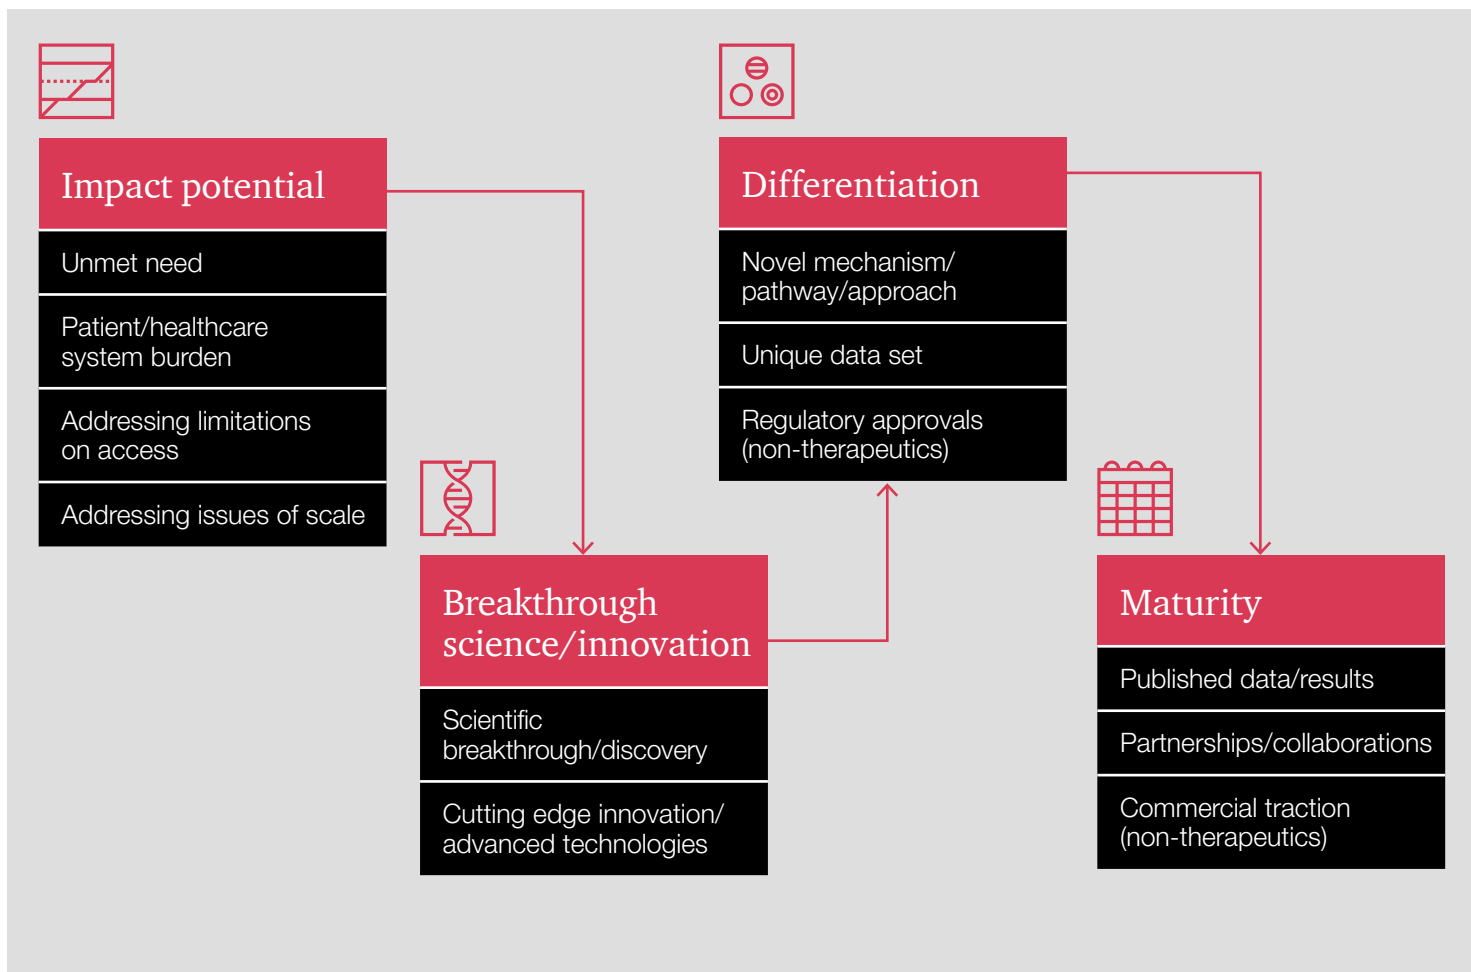 Impact potential
Unmet need
Patient/healthcare
system burden
Addressing limitations
on access
Addressing issues of scale
Breakthrough
science/innovation
Scientific
breakthrough/discovery
Cutting edge innovation/
advanced technologies
Differentiation
Novel mechanism/
pathway/approach
Unique data set
Regulatory approvals
(non-therapeutics)
Maturity
Published data/results
Partnerships/collaborations
Commercial traction
(non-therapeutics)